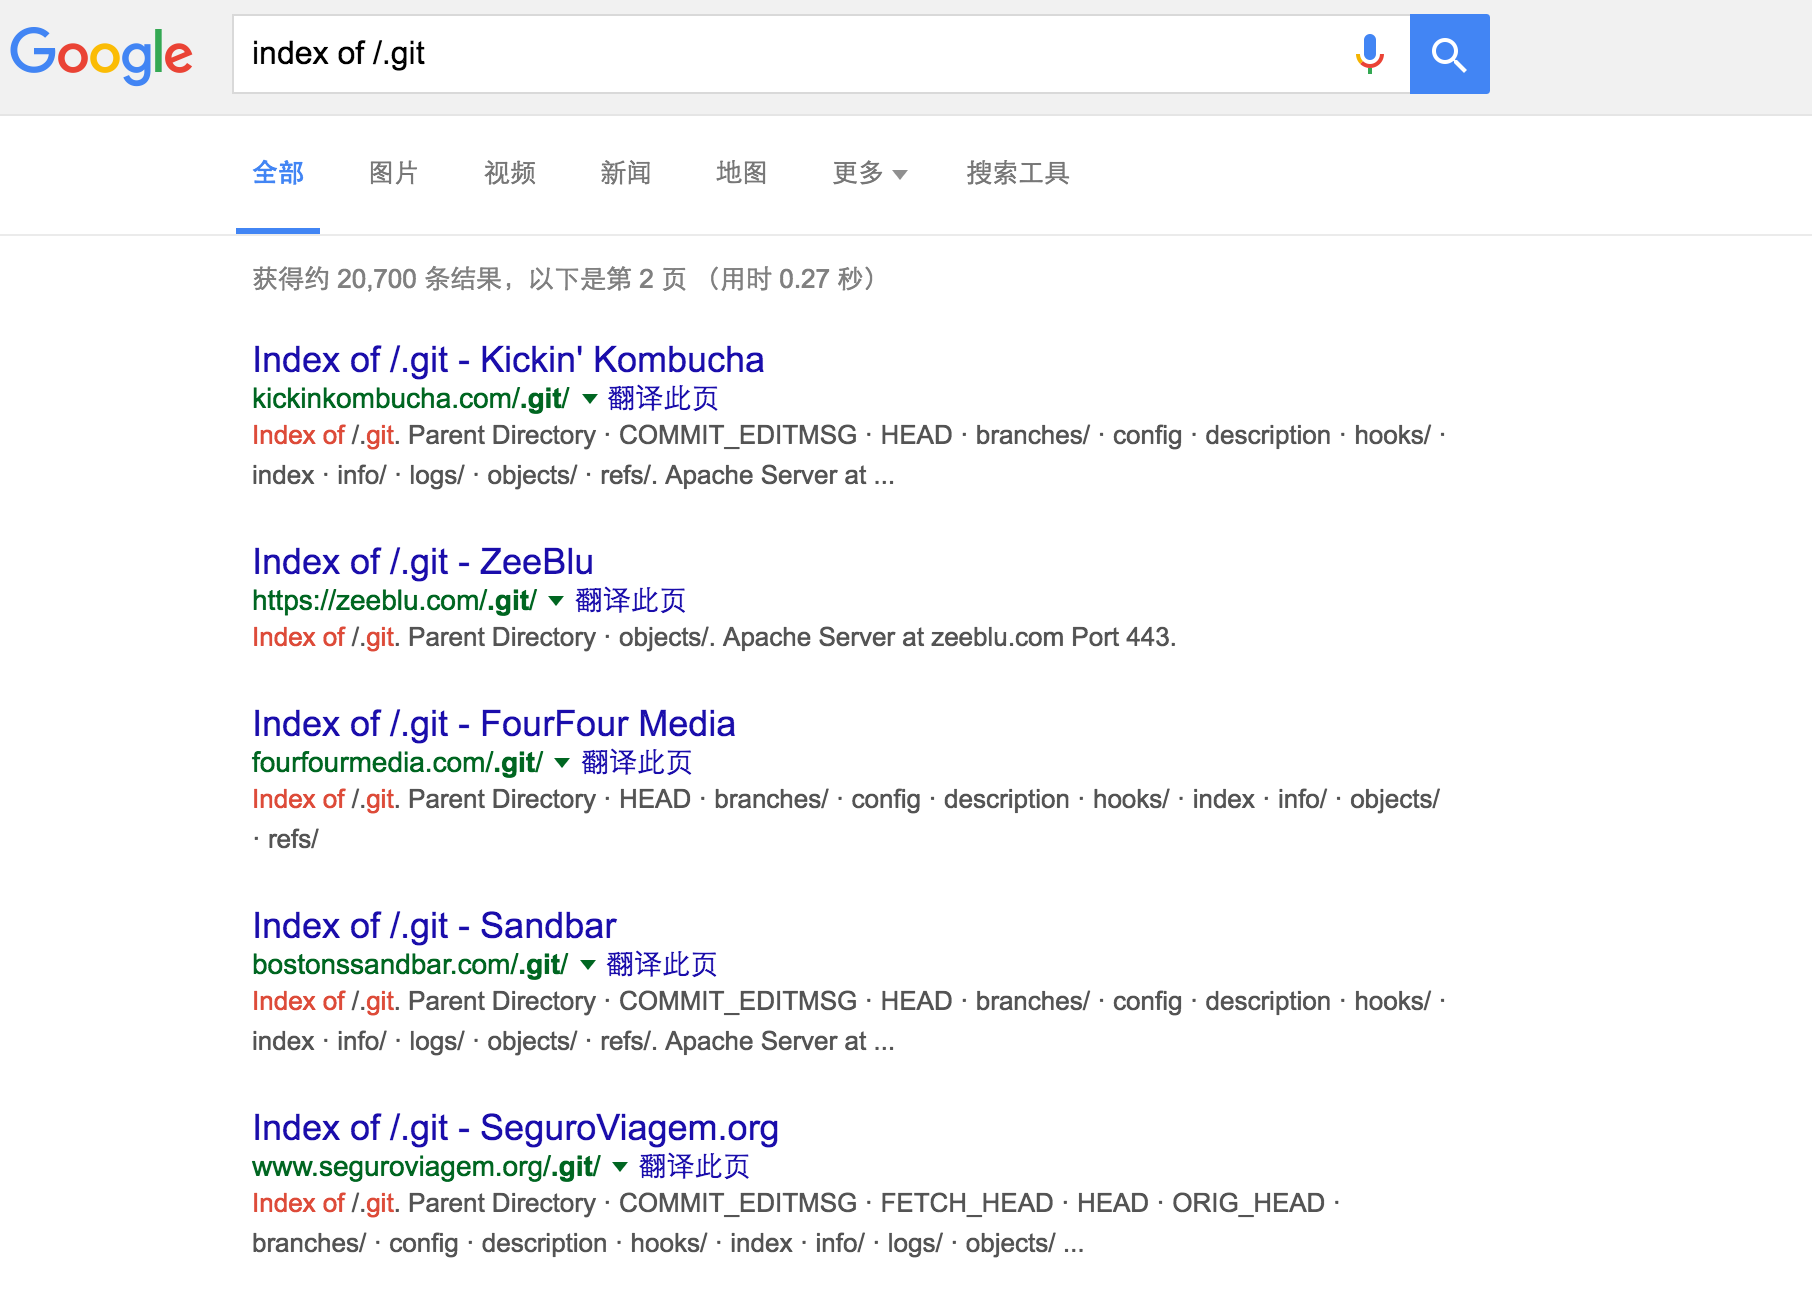 Google
index of /.git
全部 图片 视频 新闻 地图 更多 搜索工具
获得约 20,700 条结果，以下是第 2 页 （用时 0.27 秒）
Index of /.git - Kickin' Kombucha
kickinkombucha.com/.git/ 翻译此页
Index of /.git. Parent Directory · COMMIT_EDITMSG · HEAD · branches/ · config · description · hooks/ ·
index · info/ · logs/ · objects/ · refs/. Apache Server at ...
Index of /.git - ZeeBlu
https://zeeblu.com/.git/ 翻译此页
Index of /.git. Parent Directory · objects/. Apache Server at zeeblu.com Port 443.
Index of /.git - FourFour Media
fourfourmedia.com/.git/ 翻译此页
Index of /.git. Parent Directory · HEAD · branches/ · config · description · hooks/ · index · info/ · objects/
· refs/
Index of /.git - Sandbar
bostonssandbar.com/.git/ 翻译此页
Index of /.git. Parent Directory · COMMIT_EDITMSG · HEAD · branches/ · config · description · hooks/ ·
index · info/ · logs/ · objects/ · refs/. Apache Server at ...
Index of /.git - SeguroViagem.org
www.seguroviagem.org/.git/ 翻译此页
Index of /.git. Parent Directory · COMMIT_EDITMSG · FETCH_HEAD · HEAD · ORIG_HEAD ·
branches/ · config · description · hooks/ · index · info/ · logs/ · objects/ ...